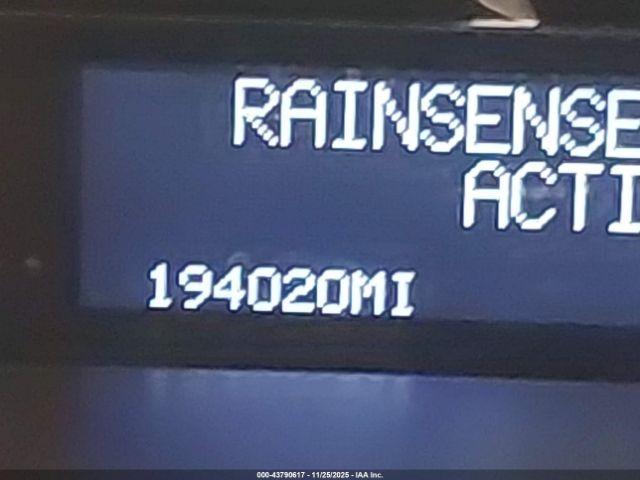 RAINSENSE
ACTI
194020MI
000-43790617 - 11/25/2025 - IAA Inc.